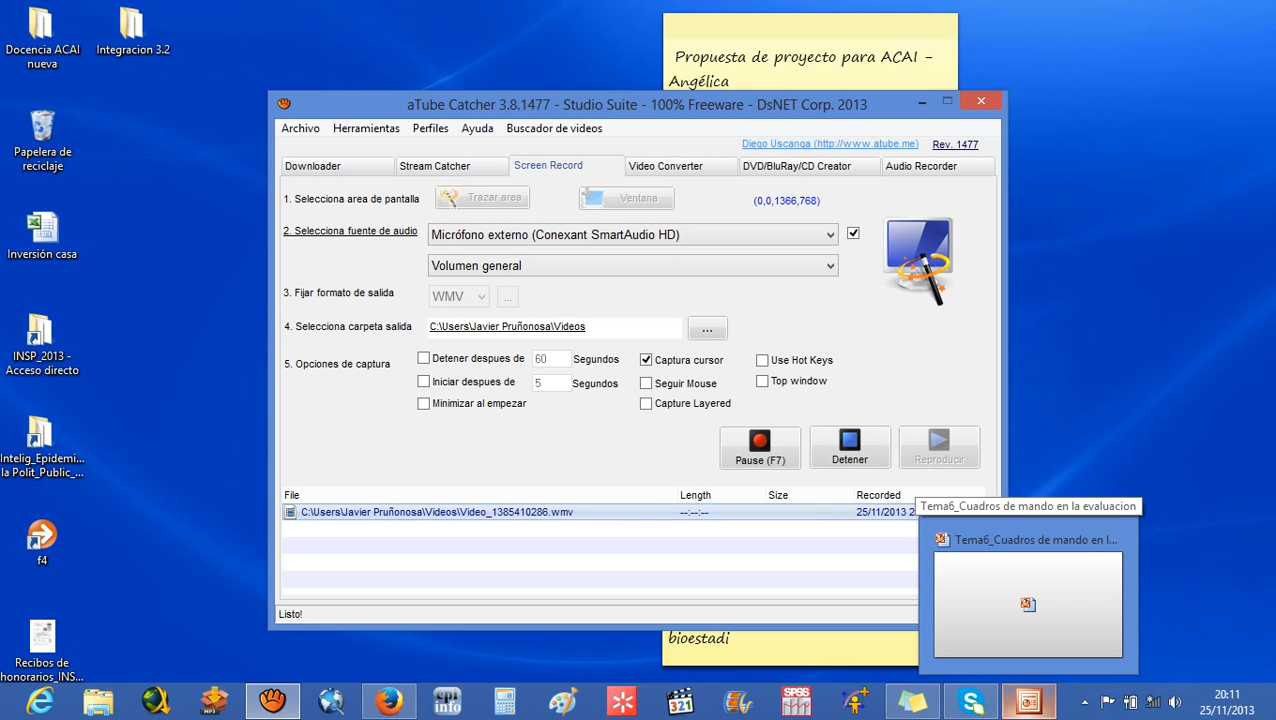 Docencia ACAI
nueva
Integracion 3.2
Propuesta de proyecto para ACAI -
Angélica
aTube Catcher 3.8.1477 - Studio Suite - 100% Freeware - DsNET Corp. 2013
Archivo Herramientas Perfiles Ayuda Buscador de videos
Diego Uscanga (http://www.atube.me) Rev. 1477
Downloader Stream Catcher Screen Record Video Converter DVD/BluRay/CD Creator Audio Recorder
1. Selecciona area de pantalla Trazar area Ventana (0,0,1366,768)
2. Selecciona fuente de audio Micrófono externo (Conexant SmartAudio HD)
Volumen general
3. Fijar formato de salida WMV ...
4. Selecciona carpeta salida C:\Users\Javier Pruñonosa\Videos ...
5. Opciones de captura Detener despues de 60 Segundos Captura cursor Use Hot Keys
Iniciar despues de 5 Segundos Seguir Mouse Top window
Minimizar al empezar Capture Layered
Pause (F7) Detener Reproducir
File Length Size Recorded
C:\Users\Javier Pruñonosa\Videos\Video_1385410286.wmv --:--:-- 25/11/2013 2
Listo!
Papelera de
reciclaje
Inversión casa
INSP_2013 -
Acceso directo
Intelig_Epidemi...
la Polit_Public_...
f4
Recibos de
honorarios_INS...
Tema6_Cuadros de mando en la evaluacion
Tema6_Cuadros de mando en l...
bioestadi
MP3
epi
info
321
SPSS
20:11
25/11/2013